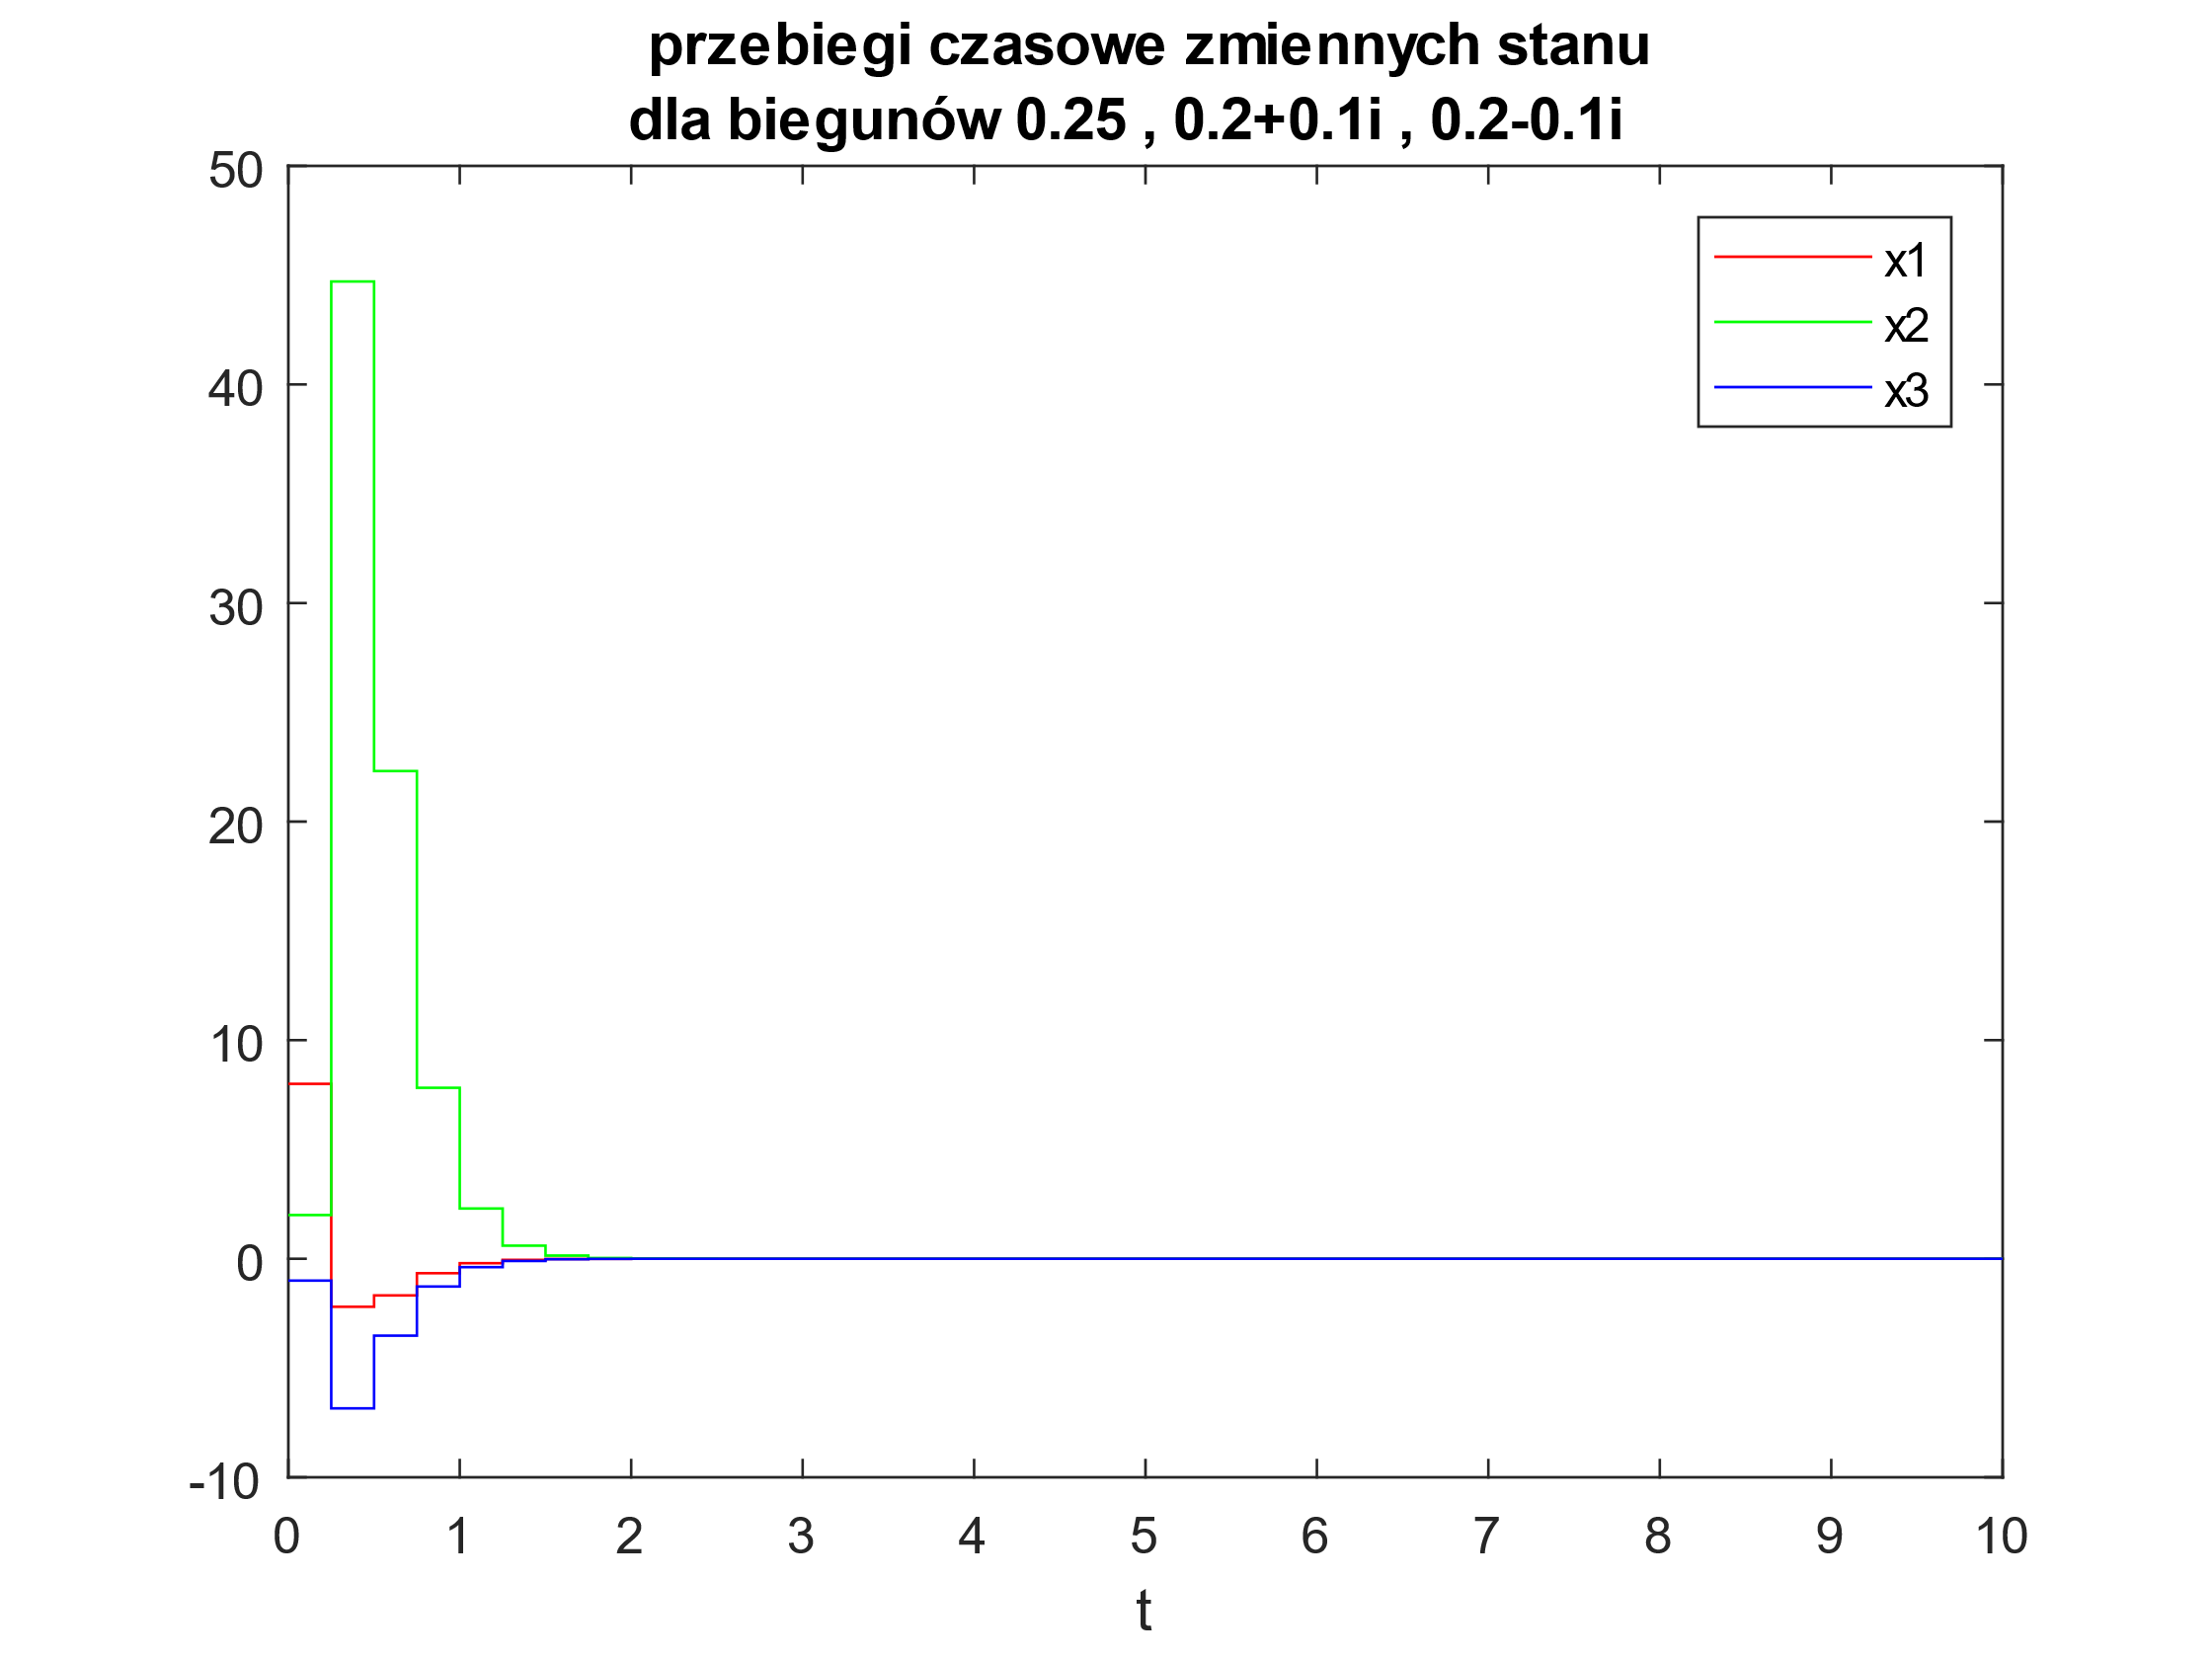 przebiegi czasowe zmiennych stanu
dla biegunów 0.25 , 0.2+0.1i , 0.2-0.1i
50
40
30
20
10
0
-10
x1
x2
x3
0 1 2 3 4 5 6 7 8 9 10
t